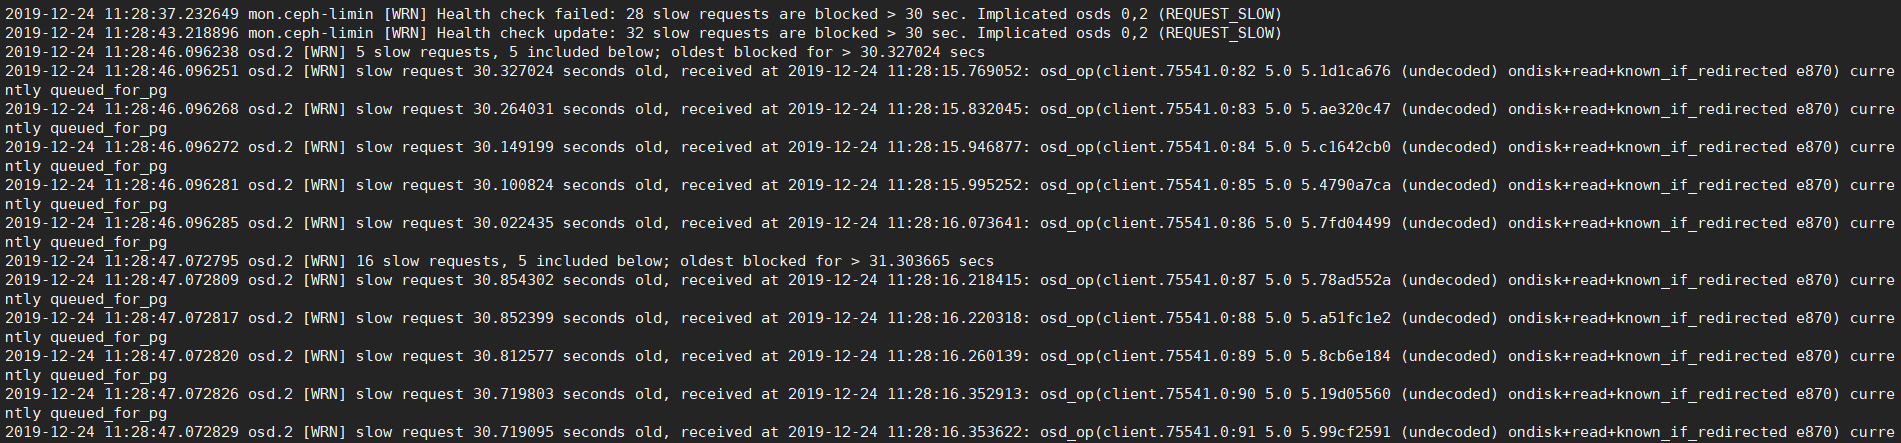 2019-12-24 11:28:37.232649 mon.ceph-limin [WRN] Health check failed: 28 slow requests are blocked > 30 sec. Implicated osds 0,2 (REQUEST_SLOW)
2019-12-24 11:28:43.218896 mon.ceph-limin [WRN] Health check update: 32 slow requests are blocked > 30 sec. Implicated osds 0,2 (REQUEST_SLOW)
2019-12-24 11:28:46.096238 osd.2 [WRN] 5 slow requests, 5 included below; oldest blocked for > 30.327024 secs
2019-12-24 11:28:46.096251 osd.2 [WRN] slow request 30.327024 seconds old, received at 2019-12-24 11:28:15.769052: osd_op(client.75541.0:82 5.0 5.1d1ca676 (undecoded) ondisk+read+known_if_redirected e870) curre
ntly queued_for_pg
2019-12-24 11:28:46.096268 osd.2 [WRN] slow request 30.264031 seconds old, received at 2019-12-24 11:28:15.832045: osd_op(client.75541.0:83 5.0 5.ae320c47 (undecoded) ondisk+read+known_if_redirected e870) curre
ntly queued_for_pg
2019-12-24 11:28:46.096272 osd.2 [WRN] slow request 30.149199 seconds old, received at 2019-12-24 11:28:15.946877: osd_op(client.75541.0:84 5.0 5.c1642cb0 (undecoded) ondisk+read+known_if_redirected e870) curre
ntly queued_for_pg
2019-12-24 11:28:46.096281 osd.2 [WRN] slow request 30.100824 seconds old, received at 2019-12-24 11:28:15.995252: osd_op(client.75541.0:85 5.0 5.4790a7ca (undecoded) ondisk+read+known_if_redirected e870) curre
ntly queued_for_pg
2019-12-24 11:28:46.096285 osd.2 [WRN] slow request 30.022435 seconds old, received at 2019-12-24 11:28:16.073641: osd_op(client.75541.0:86 5.0 5.7fd04499 (undecoded) ondisk+read+known_if_redirected e870) curre
ntly queued_for_pg
2019-12-24 11:28:47.072795 osd.2 [WRN] 16 slow requests, 5 included below; oldest blocked for > 31.303665 secs
2019-12-24 11:28:47.072809 osd.2 [WRN] slow request 30.854302 seconds old, received at 2019-12-24 11:28:16.218415: osd_op(client.75541.0:87 5.0 5.78ad552a (undecoded) ondisk+read+known_if_redirected e870) curre
ntly queued_for_pg
2019-12-24 11:28:47.072817 osd.2 [WRN] slow request 30.852399 seconds old, received at 2019-12-24 11:28:16.220318: osd_op(client.75541.0:88 5.0 5.a51fc1e2 (undecoded) ondisk+read+known_if_redirected e870) curre
ntly queued_for_pg
2019-12-24 11:28:47.072820 osd.2 [WRN] slow request 30.812577 seconds old, received at 2019-12-24 11:28:16.260139: osd_op(client.75541.0:89 5.0 5.8cb6e184 (undecoded) ondisk+read+known_if_redirected e870) curre
ntly queued_for_pg
2019-12-24 11:28:47.072826 osd.2 [WRN] slow request 30.719803 seconds old, received at 2019-12-24 11:28:16.352913: osd_op(client.75541.0:90 5.0 5.19d05560 (undecoded) ondisk+read+known_if_redirected e870) curre
ntly queued_for_pg
2019-12-24 11:28:47.072829 osd.2 [WRN] slow request 30.719095 seconds old, received at 2019-12-24 11:28:16.353622: osd_op(client.75541.0:91 5.0 5.99cf2591 (undecoded) ondisk+read+known_if_redirected e870) curre